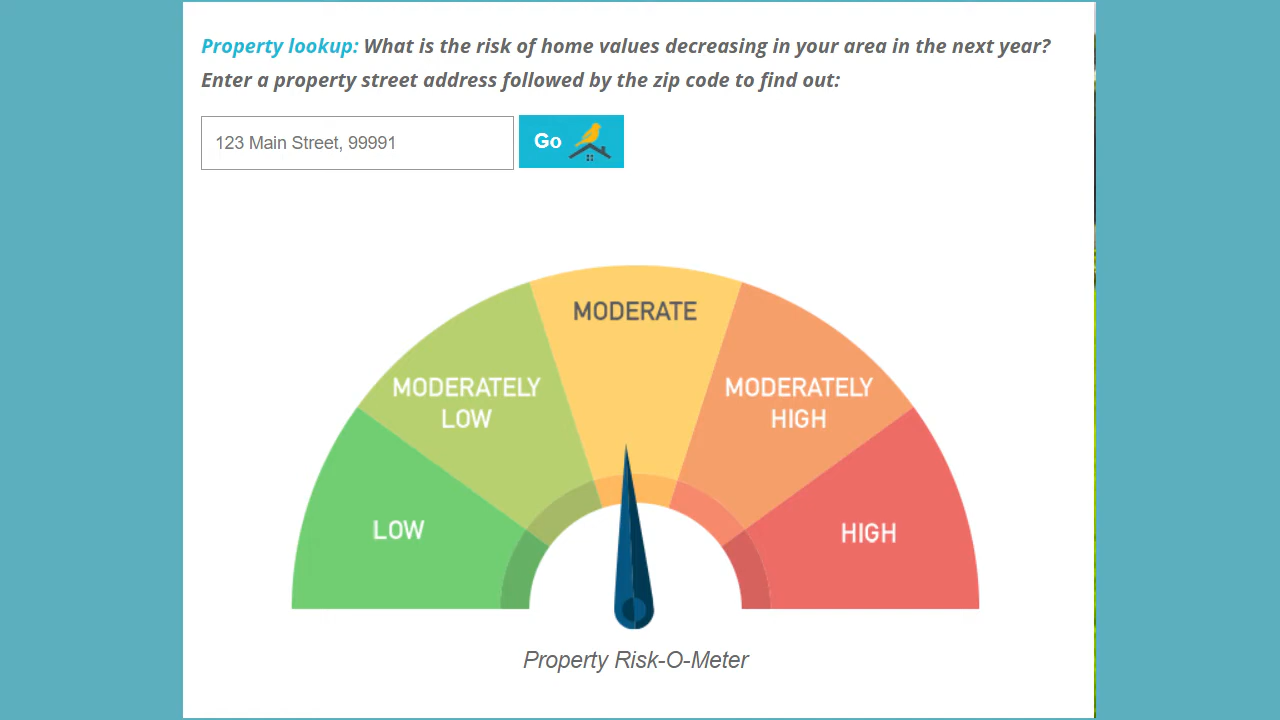 Property lookup: What is the risk of home values decreasing in your area in the next year?
Enter a property street address followed by the zip code to find out:
123 Main Street, 99991
Go
MODERATE
MODERATELY
LOW
MODERATELY
HIGH
LOW
HIGH
Property Risk-O-Meter